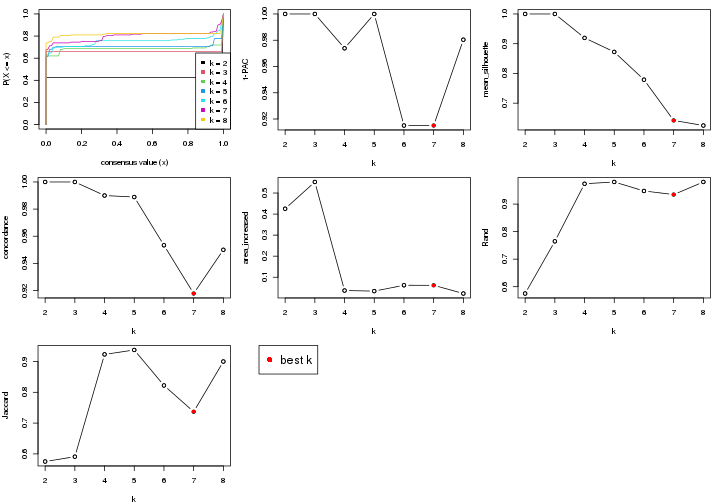 P(X <= x)
0.0 0.2 0.4 0.6 0.8 1.0
k = 2
k = 3
k = 4
k = 5
k = 6
k = 7
k = 8
0.0 0.2 0.4 0.6 0.8 1.0
consensus value (x)
1-PAC
0.92 0.94 0.96 0.98 1.00
2 3 4 5 6 7 8
k
mean_silhouette
0.7 0.8 0.9 1.0
2 3 4 5 6 7 8
k
concordance
0.92 0.94 0.96 0.98 1.00
2 3 4 5 6 7 8
k
area_increased
0.1 0.2 0.3 0.4 0.5
2 3 4 5 6 7 8
k
Rand
0.6 0.7 0.8 0.9
2 3 4 5 6 7 8
k
Jaccard
0.6 0.7 0.8 0.9
2 3 4 5 6 7 8
k
best k